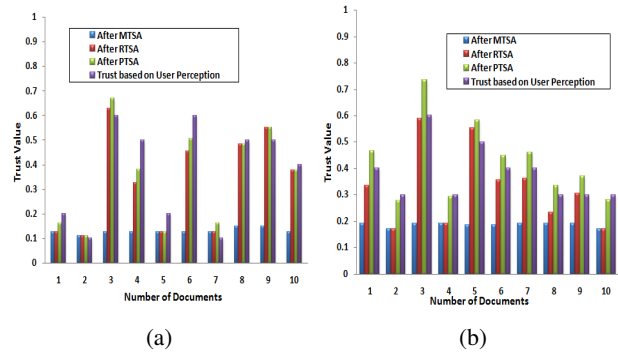 1
0.9
0.8
0.7
0.6
0.5
0.4
0.3
0.2
0.1
0
Trust Value
After MTSA
After RTSA
After PTSA
Trust based on User Perception
1 2 3 4 5 6 7 8 9 10
Number of Documents
(a)
1
0.9
0.8
0.7
0.6
0.5
0.4
0.3
0.2
0.1
0
Trust Value
After MTSA
After RTSA
After PTSA
Trust based on User Perception
1 2 3 4 5 6 7 8 9 10
Number of Documents
(b)